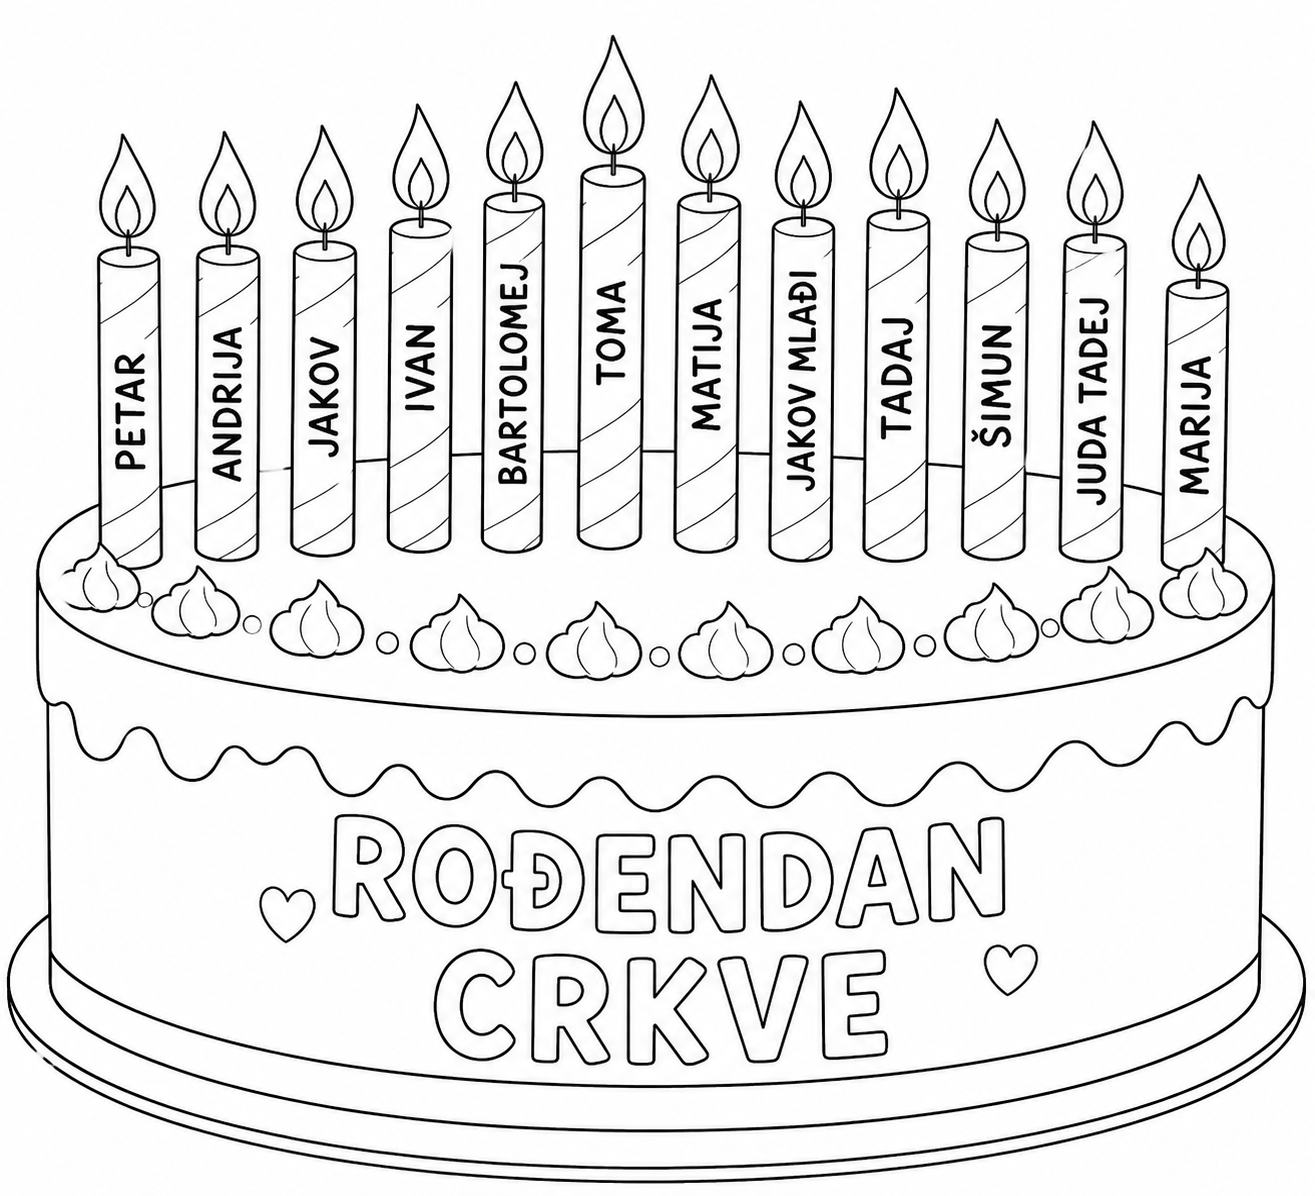 PETAR
ANDRIJA
JAKOV
IVAN
BARTOLOMEJ
TOMA
MATIJA
JAKOV MLAĐI
TADAJ
ŠIMUN
JUDA TADEJ
MARIJA
ROĐENDAN
CRKVE